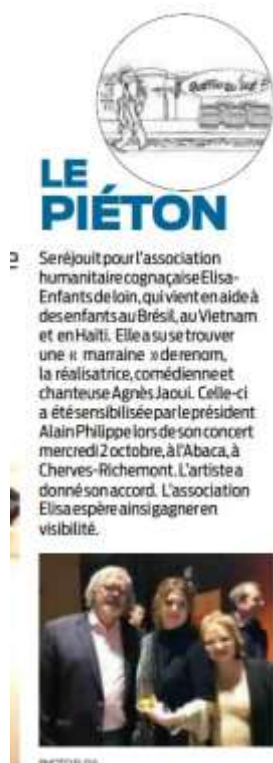 LE
PIÉTON
Se réjouit pour l'association
humanitaire cognaçaise Elisa-
Enfants de loin, qui vient en aide à
des enfants au Brésil, au Vietnam
et en Haïti. Elle a su se trouver
une « marraine » de renom,
la réalisatrice, comédienne et
chanteuse Agnès Jaoui. Celle-ci
a été sensibilisée par le président
Alain Philippe lors de son concert
mercredi 2 octobre, à l'Abaca, à
Cherves-Richemont. L'artiste a
donné son accord. L'association
Elisa espère ainsi gagner en
visibilité.